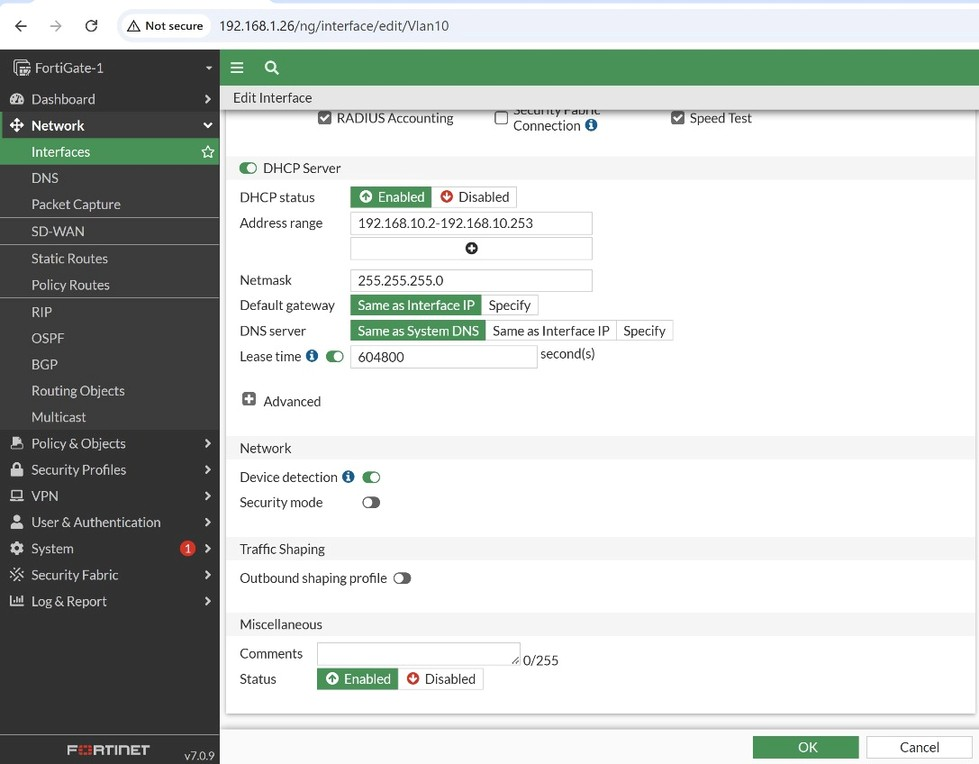 Not secure 192.168.1.26/ng/interface/edit/Vlan10
FortiGate-1
Dashboard
Network
Interfaces
DNS
Packet Capture
SD-WAN
Static Routes
Policy Routes
RIP
OSPF
BGP
Routing Objects
Multicast
Policy & Objects
Security Profiles
VPN
User & Authentication
System 1
Security Fabric
Log & Report
FORTINET v7.0.9
Edit Interface
RADIUS Accounting Security Fabric Connection Speed Test
DHCP Server
DHCP status Enabled Disabled
Address range 192.168.10.2-192.168.10.253
Netmask 255.255.255.0
Default gateway Same as Interface IP Specify
DNS server Same as System DNS Same as Interface IP Specify
Lease time 604800 second(s)
Advanced
Network
Device detection
Security mode
Traffic Shaping
Outbound shaping profile
Miscellaneous
Comments 0/255
Status Enabled Disabled
OK Cancel